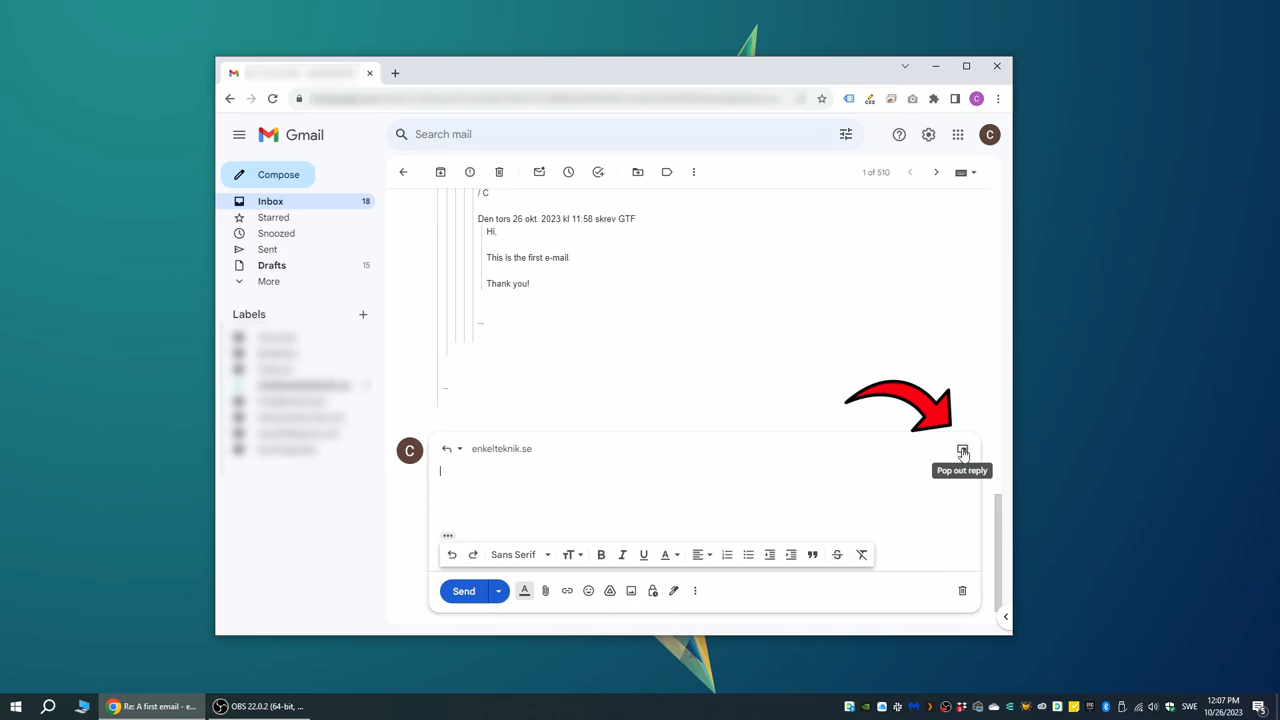 Gmail
Search mail
Compose
Inbox 18
Starred
Snoozed
Sent
Drafts 15
More
Labels
1 of 510
/ C
Den tors 26 okt. 2023 kl 11:58 skrev GTF
Hi,
This is the first e-mail.
Thank you!
--
--
C
C
C
enkelteknik.se
Pop out reply
Sans Serif
Send
Re: A first email - e...
OBS 22.0.2 (64-bit, ...
SWE
12:07 PM
10/26/2023